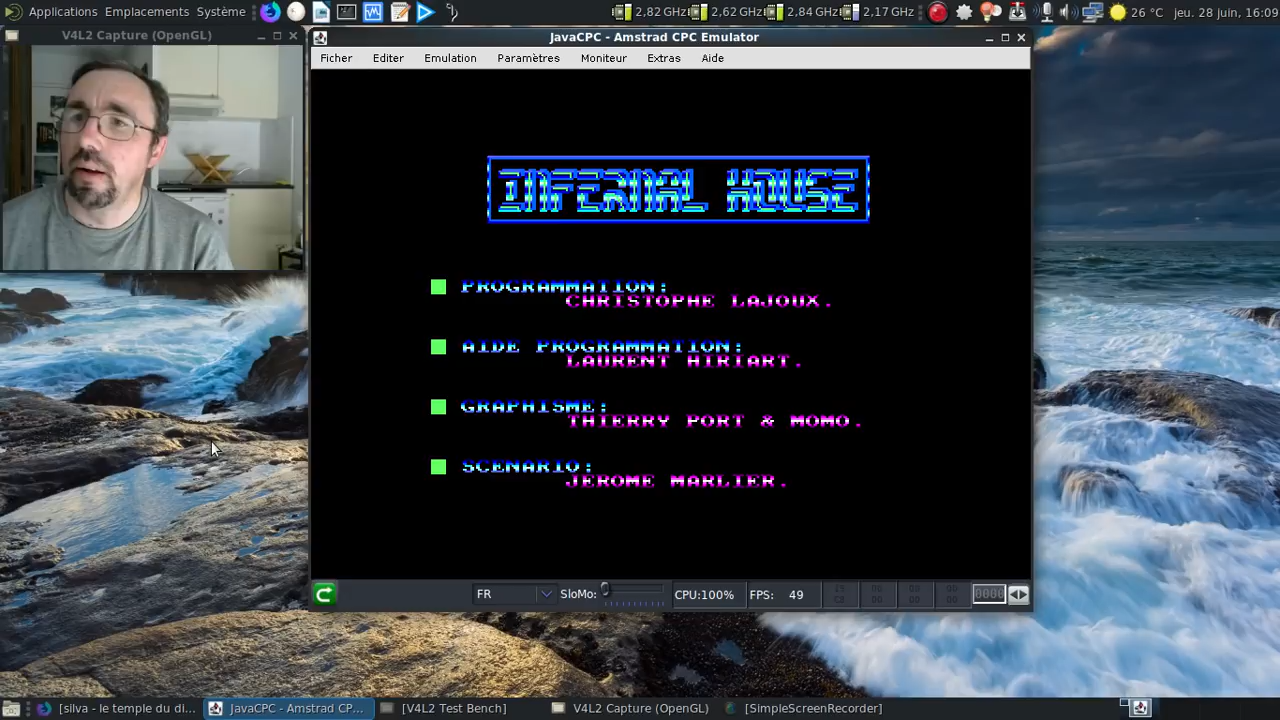 Applications Emplacements Système
2,82 GHz 2,62 GHz 2,84 GHz 2,17 GHz
26 °C jeu. 28 juin, 16:09
V4L2 Capture (OpenGL)
JavaCPC - Amstrad CPC Emulator
Ficher Editer Emulation Paramètres Moniteur Extras Aide
INFERNAL HOUSE
PROGRAMMATION:
CHRISTOPHE LAJOUX.
AIDE PROGRAMMATION:
LAURENT HIRIART.
GRAPHISME:
THIERRY PORT & MOMO.
SCENARIO:
JEROME MARLIER.
FR SloMo: CPU:100% FPS: 49 0000
[silva - le temple du di... JavaCPC - Amstrad CP... [V4L2 Test Bench] V4L2 Capture (OpenGL) [SimpleScreenRecorder]